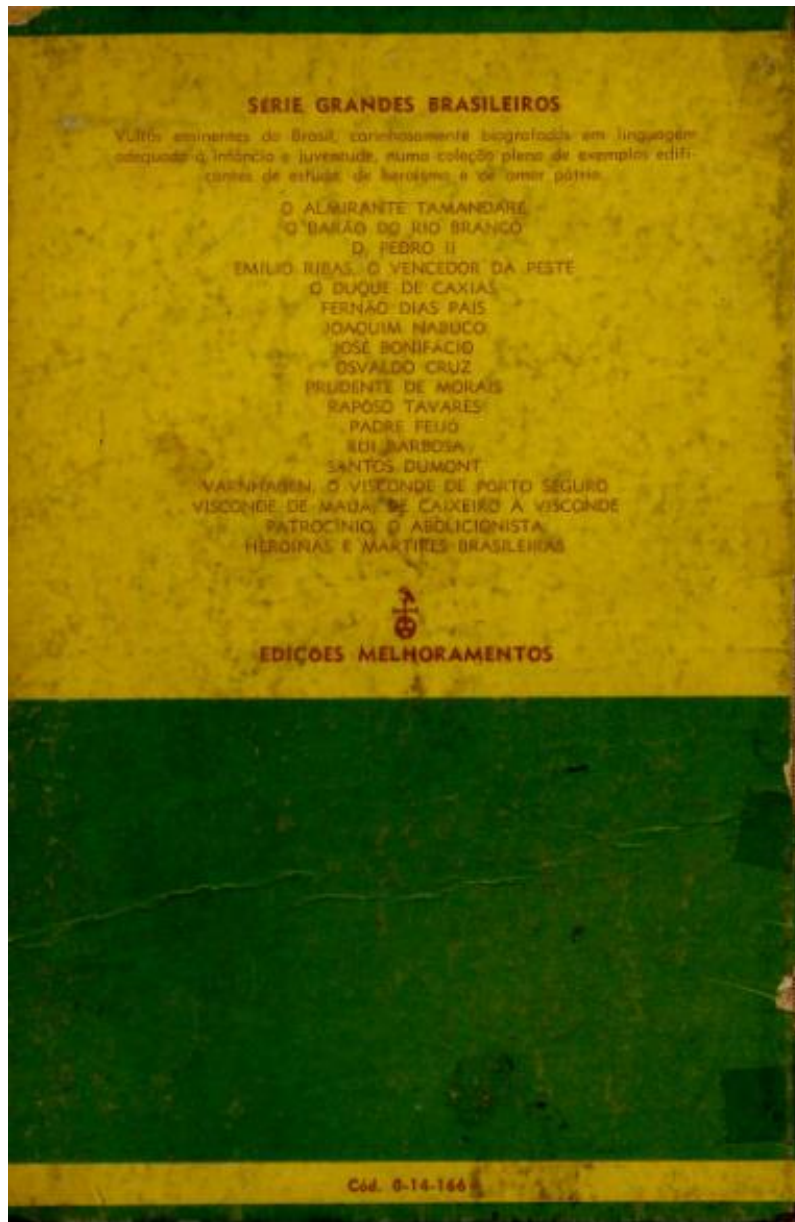 SÉRIE GRANDES BRASILEIROS
Vultos eminentes do Brasil, carinhosamente biografados em linguagem
adequada à infância e juventude, numa coleção plena de exemplos edifi-
cantes de estudo, de heroísmo e de amor pátrio.
O ALMIRANTE TAMANDARÉ
O BARÃO DO RIO BRANCO
D. PEDRO II
EMÍLIO RIBAS, O VENCEDOR DA PESTE
O DUQUE DE CAXIAS
FERNÃO DIAS PAIS
JOAQUIM NABUCO
JOSÉ BONIFÁCIO
OSVALDO CRUZ
PRUDENTE DE MORAIS
RAPOSO TAVARES
PADRE FEIJÓ
RUI BARBOSA
SANTOS DUMONT
VARNHAGEN, O VISCONDE DE PORTO SEGURO
VISCONDE DE MAUÁ, DE CAIXEIRO A VISCONDE
PATROCÍNIO, O ABOLICIONISTA
HEROÍNAS E MÁRTIRES BRASILEIRAS
EDIÇÕES MELHORAMENTOS
Cód. 0-14-166